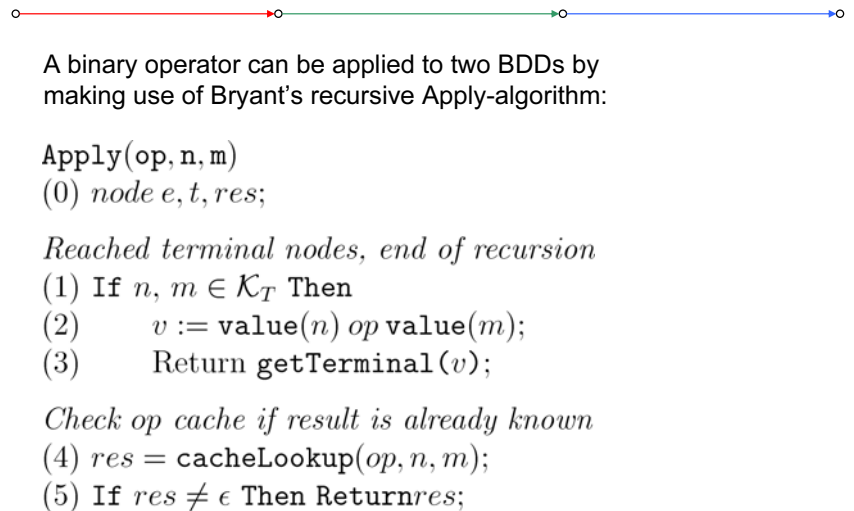 A binary operator can be applied to two BDDs by
making use of Bryant's recursive Apply-algorithm:
Apply(op, n, m)
(0) node e, t, res;
Reached terminal nodes, end of recursion
(1) If n, m ∈ 𝒦_T Then
(2) v := value(n) op value(m);
(3) Return getTerminal(v);
Check op cache if result is already known
(4) res = cacheLookup(op, n, m);
(5) If res ≠ ϵ Then Returnres;